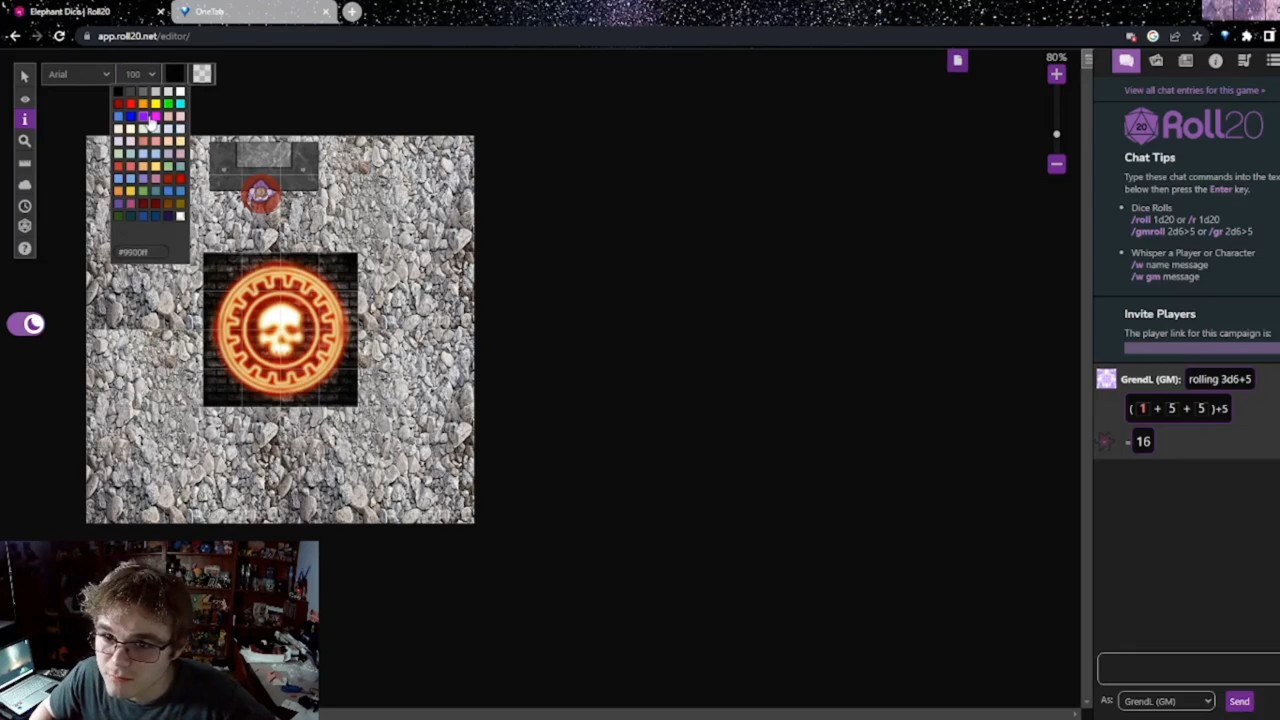 Elephant Dice | Roll20
OneTab
app.roll20.net/editor/
Arial
100
#9900ff
80%
View all chat entries for this game »
Roll20
Chat Tips
Type these chat commands into the tex
below then press the Enter key.
• Dice Rolls
/roll 1d20 or /r 1d20
/gmroll 2d6>5 or /gr 2d6>5
• Whisper a Player or Character
/w name message
/w gm message
Invite Players
The player link for this campaign is:
GrendL (GM): rolling 3d6+5
( 1 + 5 + 5 )+5
= 16
As: GrendL (GM) Send